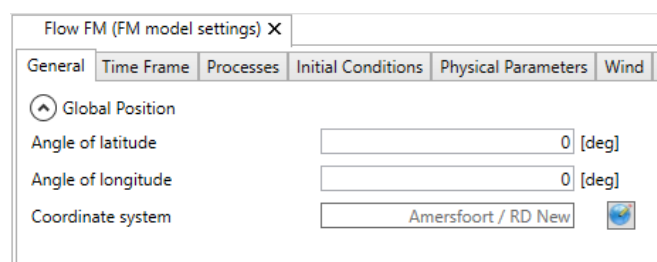 Flow FM (FM model settings) X
General Time Frame Processes Initial Conditions Physical Parameters Wind
Global Position
Angle of latitude 0 [deg]
Angle of longitude 0 [deg]
Coordinate system Amersfoort / RD New